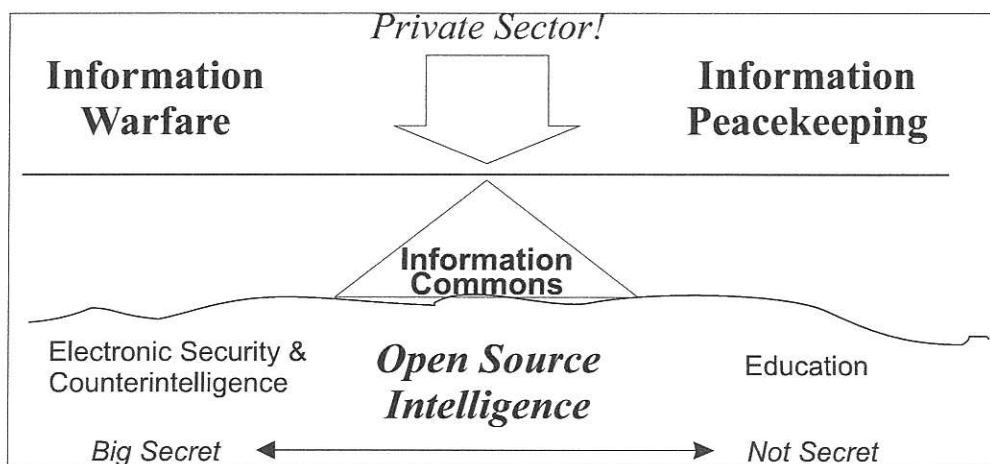 Private Sector!
Information
Warfare
Information
Peacekeeping
Information
Commons
Electronic Security &
Counterintelligence
Open Source
Intelligence
Education
Big Secret
Not Secret